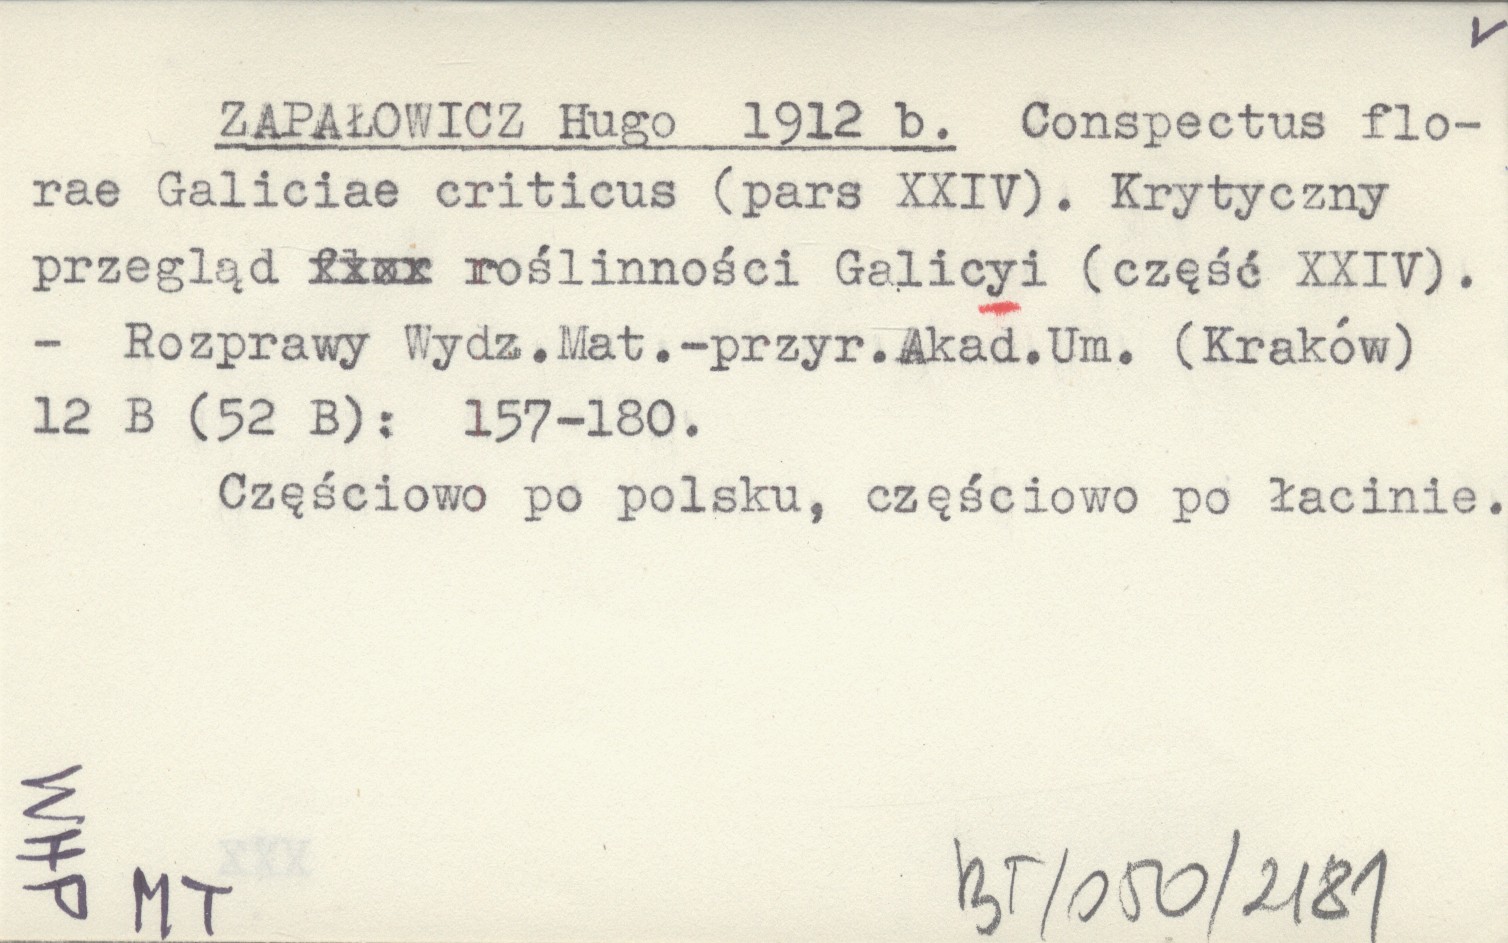 V
ZAPAŁOWICZ Hugo 1912 b. Conspectus flo-
rae Galiciae criticus (pars XXIV). Krytyczny
przegląd roślinności Galicyi (część XXIV).
- Rozprawy Wydz.Mat.-przyr.Akad.Um. (Kraków)
12 B (52 B): 157-180.
Częściowo po polsku, częściowo po łacinie.
WHP
MT
XXX
BT/050/2181